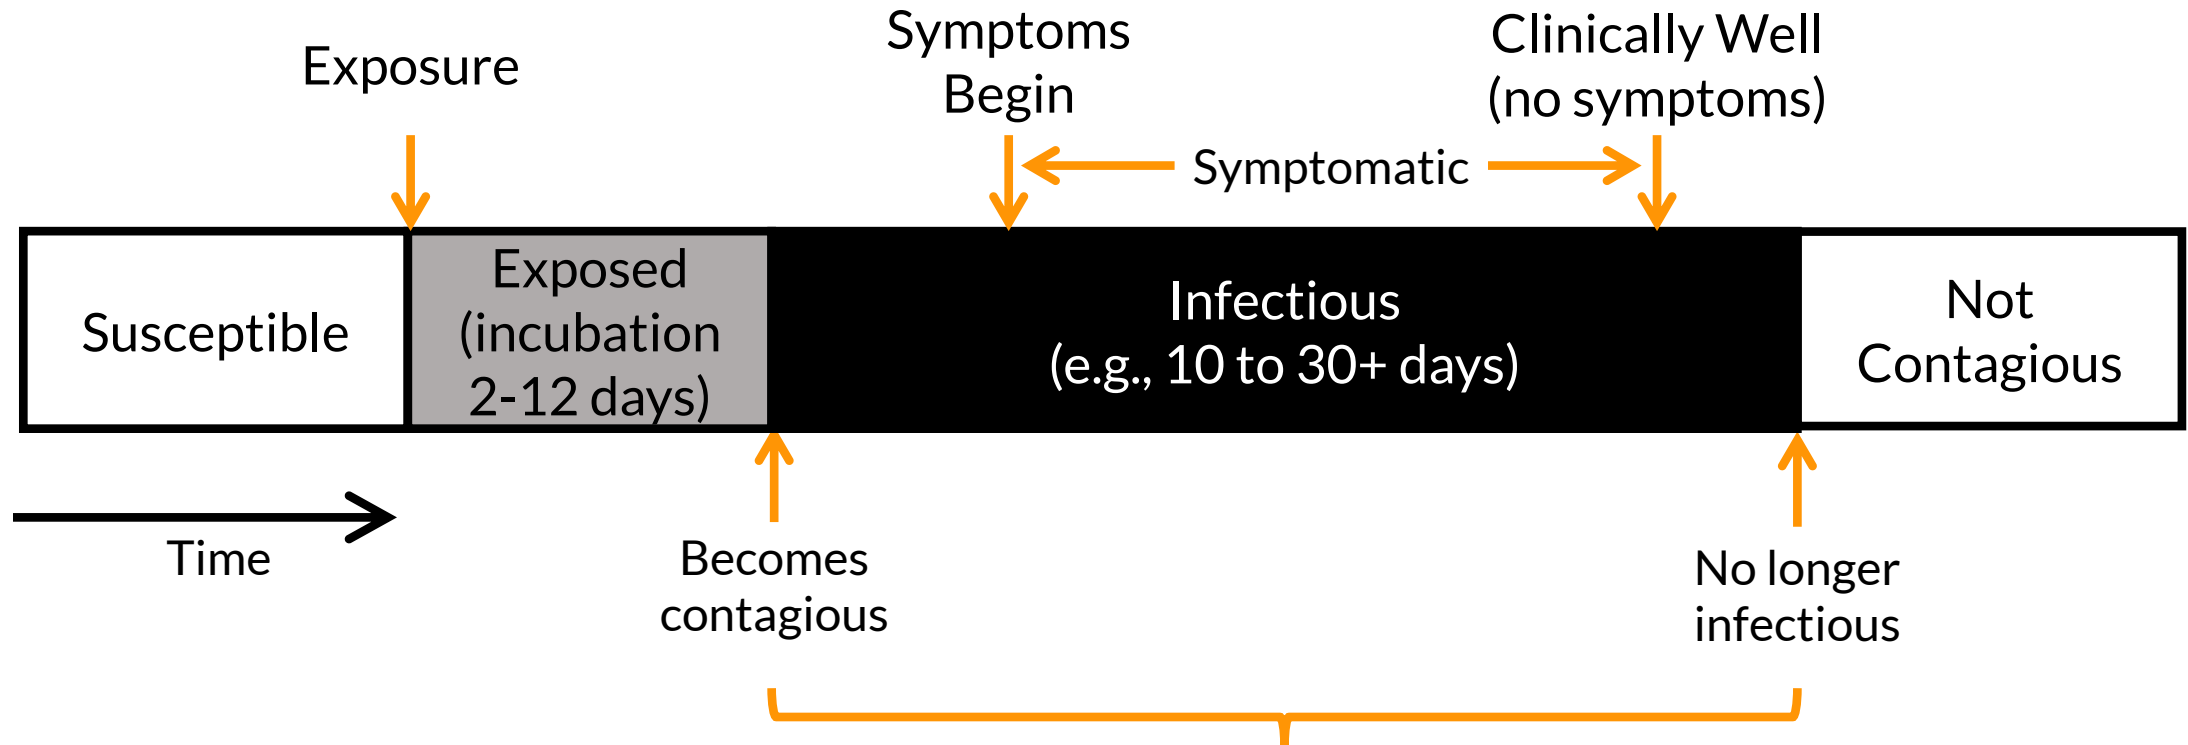 Exposure
Symptoms
Begin
Clinically Well
(no symptoms)
Symptomatic
Susceptible
Exposed
(incubation
2-12 days)
Infectious
(e.g., 10 to 30+ days)
Not
Contagious
Time
Becomes
contagious
No longer
infectious